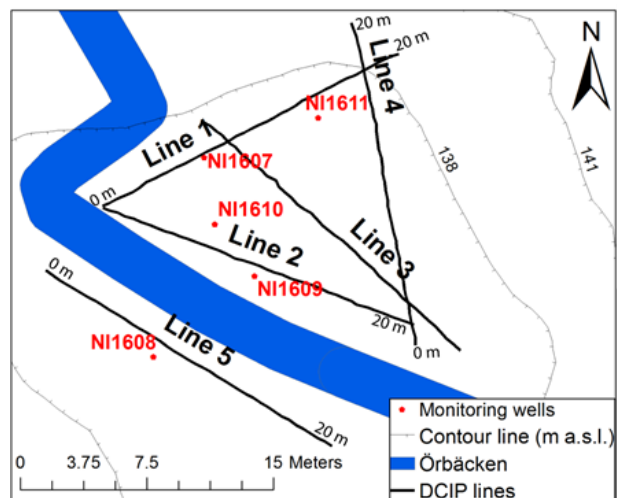 20 m
20 m
N
Line 4
NI1611
Line 1
NI1607
138
141
0 m
NI1610
Line 2
Line 3
NI1609
0 m
20 m
0 m
NI1608
Line 5
20 m
Monitoring wells
Contour line (m a.s.l.)
Örbäcken
DCIP lines
0 3.75 7.5 15 Meters